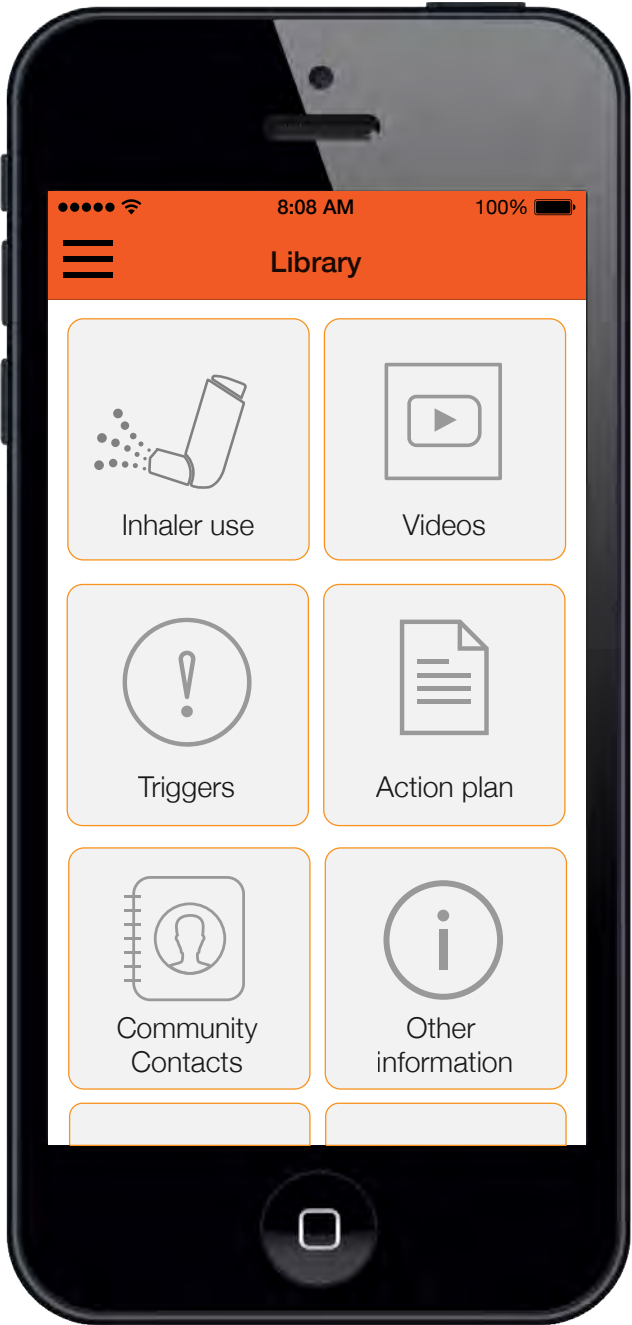 8:08 AM
100%
Library
Inhaler use
Videos
Triggers
Action plan
Community
Contacts
Other
information